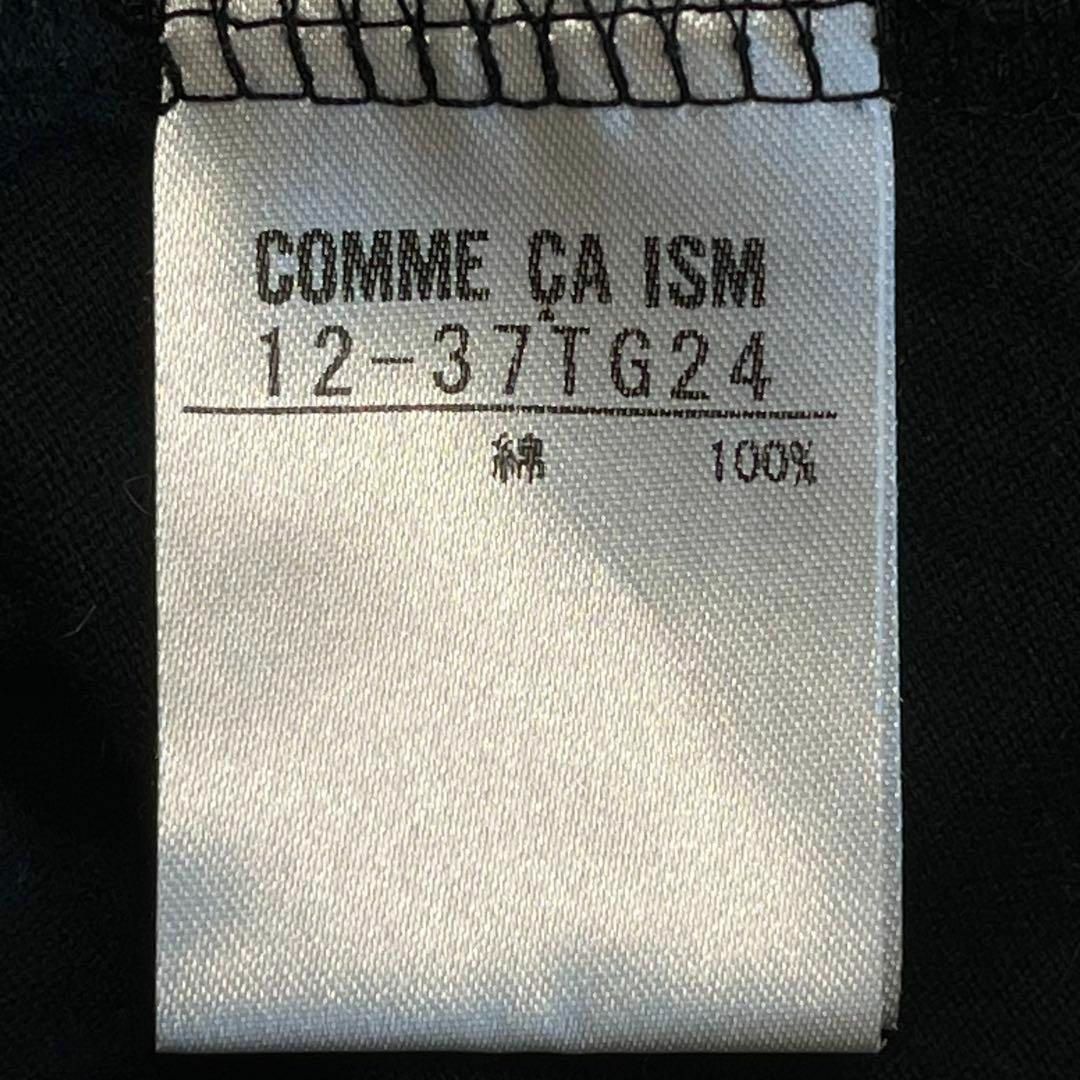 COMME ÇA ISM
12-37TG24
綿 100%